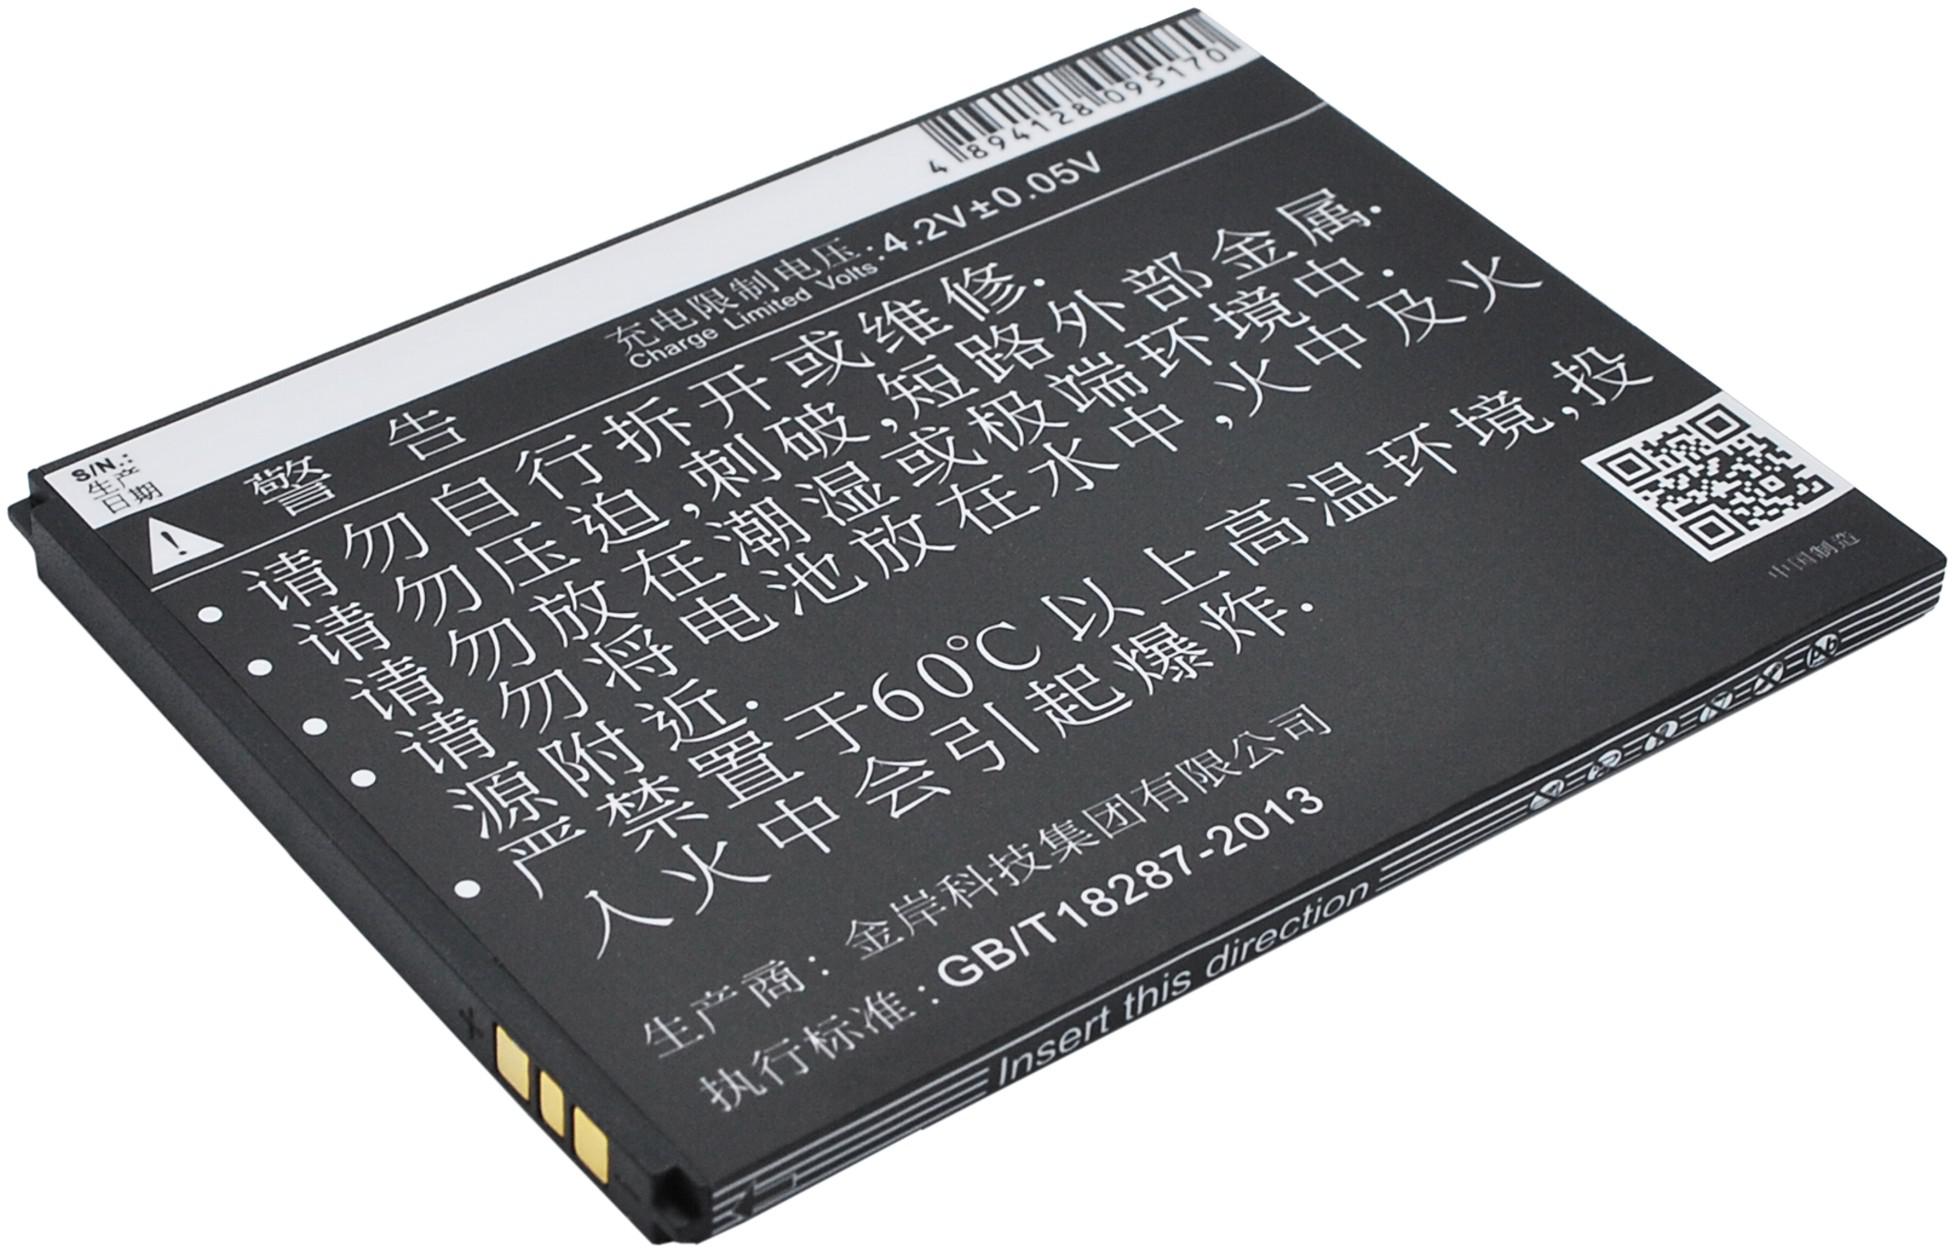 4 894128 095170
S/N.:
生产
日期
充电限制电压:4.2V±0.05V
Charge Limited Volts
! 警 告
● 请勿自行折开或维修.
● 请勿压迫,刺破,短路外部金属.
● 请勿放在潮湿或极端环境中.
● 请勿将电池放在水中,火中及火
源附近.
● 严禁置于60℃以上高温环境,投
入火中会引起爆炸.
生产商: 金岸科技集团有限公司
执行标准:GB/T18287-2013
中国制造
Insert this direction
+
-